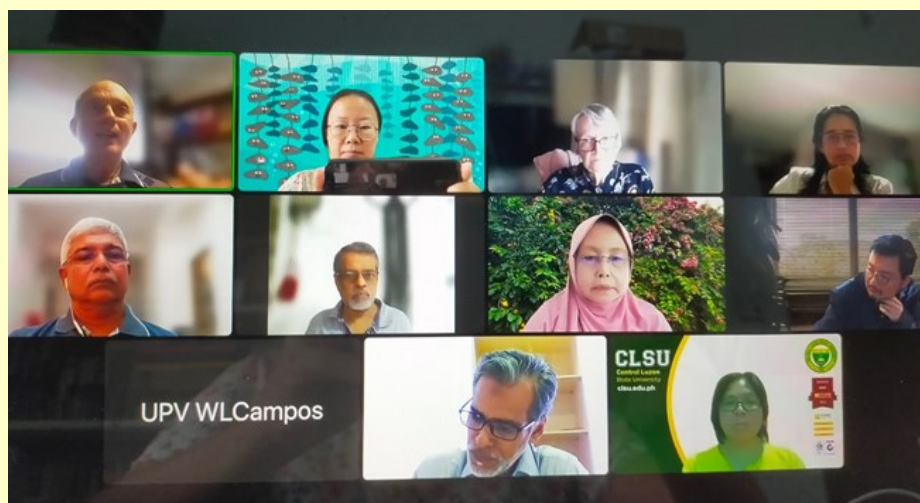 UPV WLCampos
CLSU
Central Luzon
State University
clsu.edu.ph